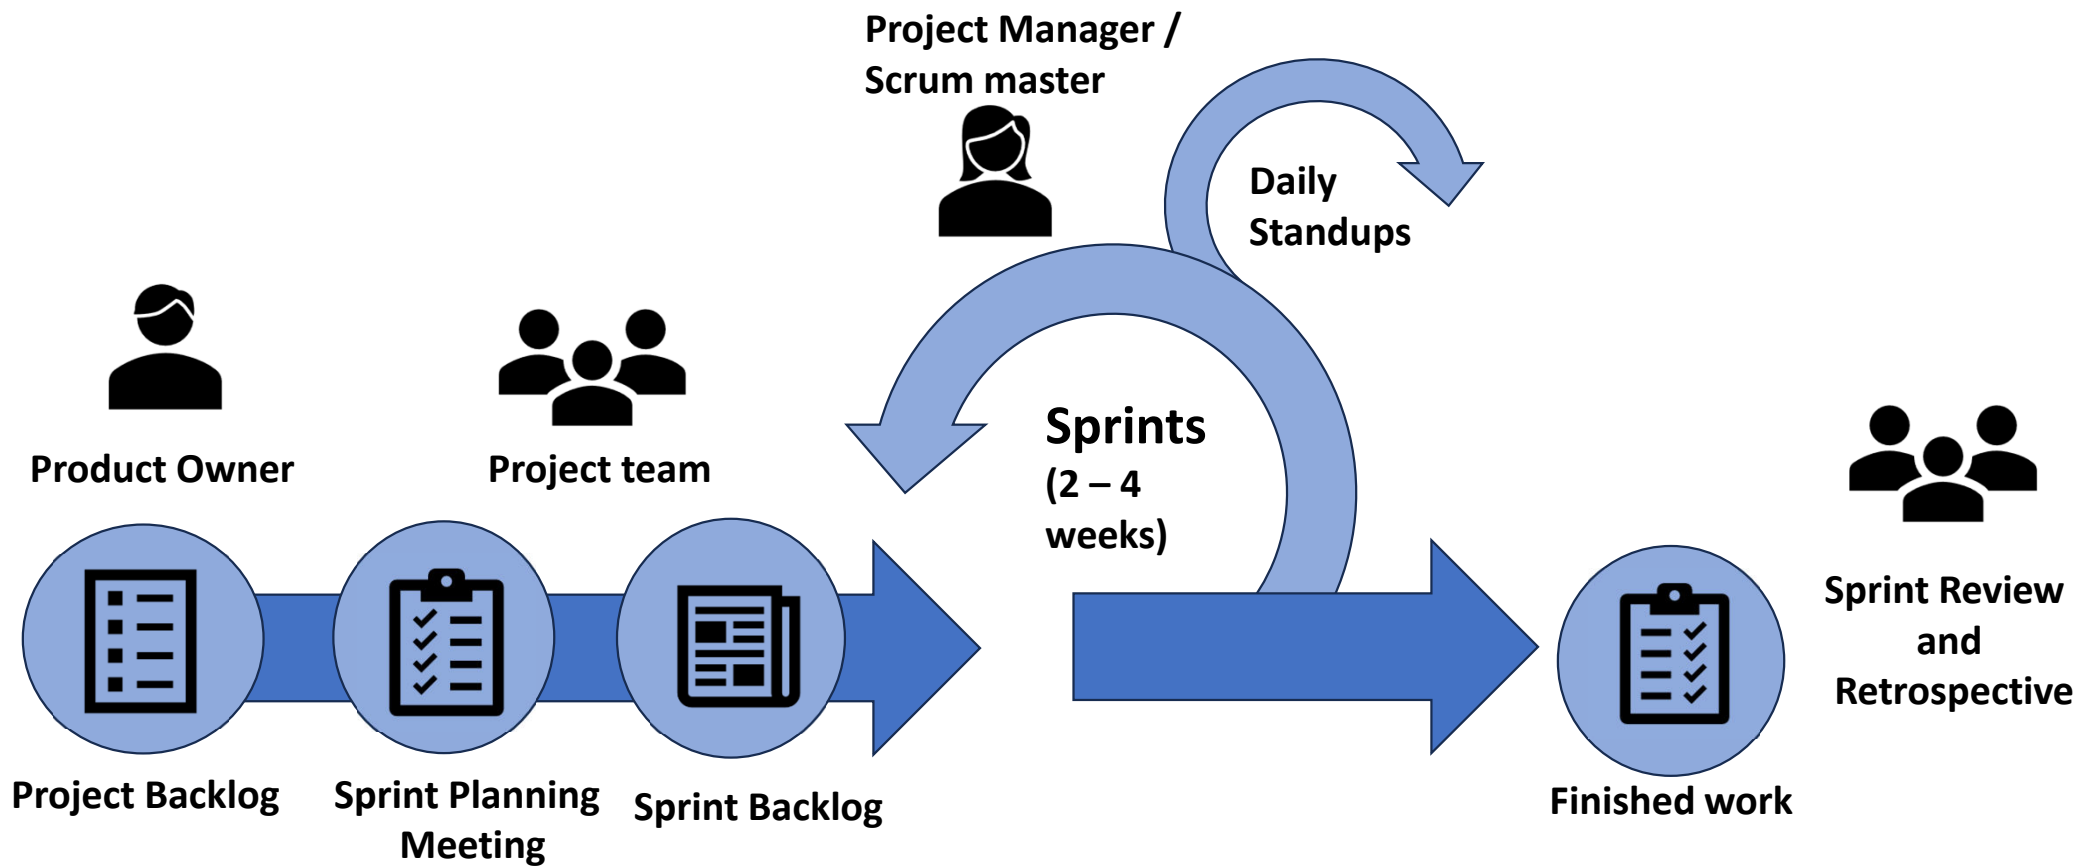 Project Manager /
Scrum master
Daily
Standups
Product Owner
Project team
Sprints
(2 – 4
weeks)
Sprint Review
and
Retrospective
Project Backlog
Sprint Planning
Meeting
Sprint Backlog
Finished work